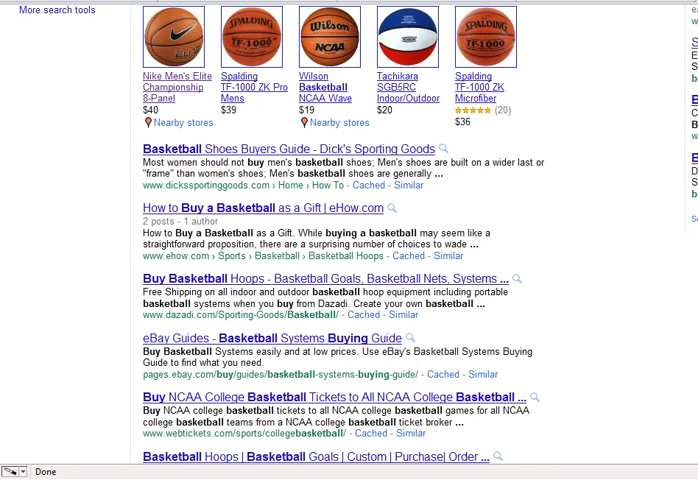 More search tools
Nike Men's Elite
Championship
8-Panel
$40
Nearby stores
Spalding
TF-1000 ZK Pro
Mens
$39
Wilson
Basketball
NCAA Wave
$19
Nearby stores
Tachikara
SGB5RC
Indoor/Outdoor
$20
Spalding
TF-1000 ZK
Microfiber
(20)
$36
SPALDING
TF-1000
Wilson
NCAA
SPALDING
TF-1000
Basketball Shoes Buyers Guide - Dick's Sporting Goods
Most women should not buy men's basketball shoes; Men's shoes are built on a wider last or
"frame" than women's shoes; Men's basketball shoes are generally ...
www.dickssportinggoods.com › Home › How To - Cached - Similar
How to Buy a Basketball as a Gift | eHow.com
2 posts - 1 author
How to Buy a Basketball as a Gift. While buying a basketball may seem like a
straightforward proposition, there are a surprising number of choices to wade ...
www.ehow.com › Sports › Basketball › Basketball Hoops - Cached - Similar
Buy Basketball Hoops - Basketball Goals, Basketball Nets, Systems ...
Free Shipping on all indoor and outdoor basketball hoop equipment including portable
basketball systems when you buy from Dazadi. Create your own basketball ...
www.dazadi.com/Sporting-Goods/Basketball/ - Cached - Similar
eBay Guides - Basketball Systems Buying Guide
Buy Basketball Systems easily and at low prices. Use eBay's Basketball Systems Buying
Guide to find what you need.
pages.ebay.com/buy/guides/basketball-systems-buying-guide/ - Cached - Similar
Buy NCAA College Basketball Tickets to All NCAA College Basketball ...
Buy NCAA college basketball tickets to all NCAA college basketball games for all NCAA
college basketball teams from a NCAA college basketball ticket broker ...
www.webtickets.com/sports/collegebasketball/ - Cached - Similar
Basketball Hoops | Basketball Goals | Custom | Purchase| Order ...
Done